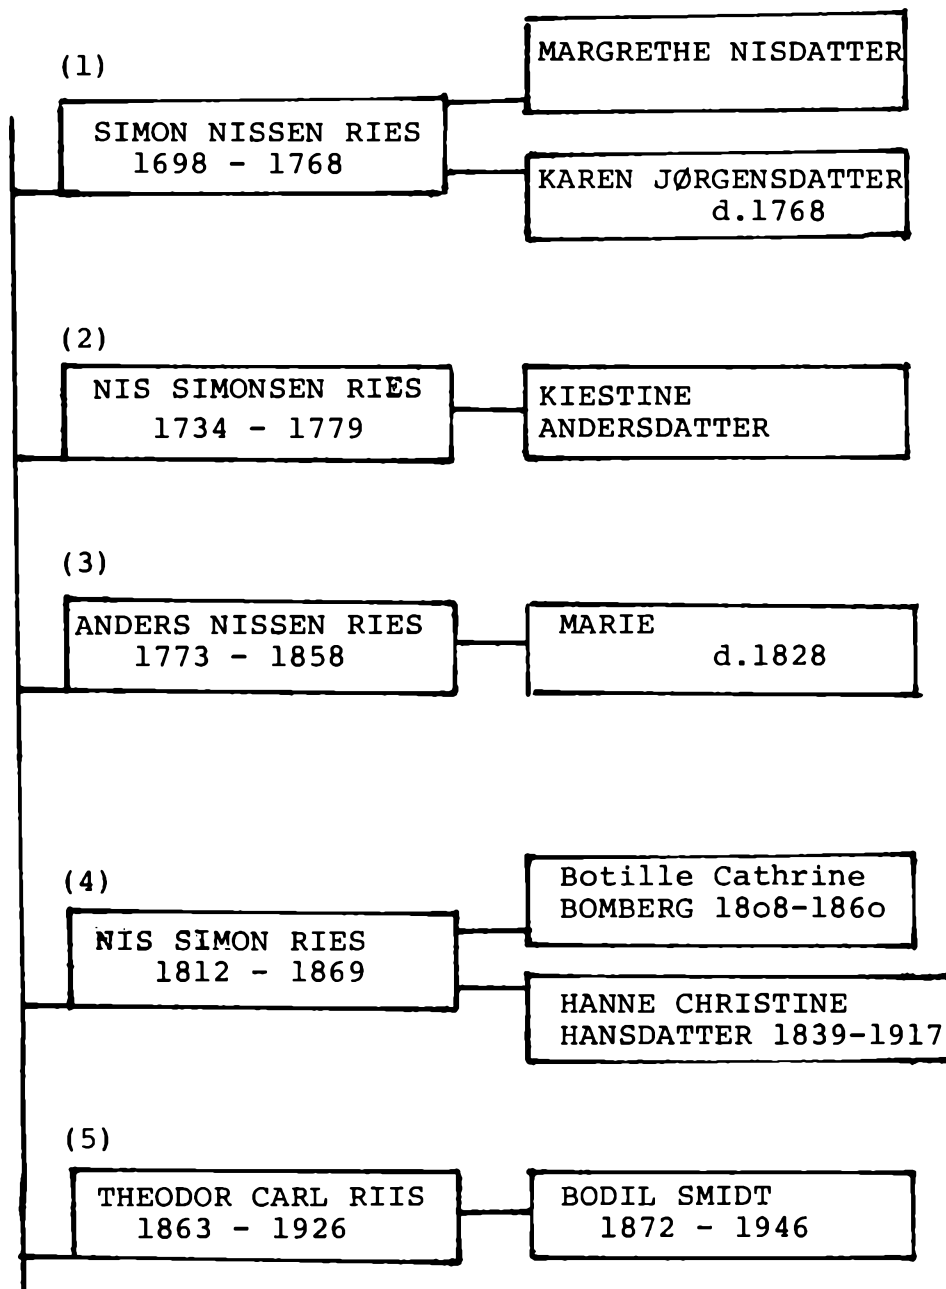 (1)
SIMON NISSEN RIES
1698 - 1768
MARGRETHE NISDATTER
KAREN JØRGENSDATTER
d.1768
(2)
NIS SIMONSEN RIES
1734 - 1779
KIESTINE
ANDERSDATTER
(3)
ANDERS NISSEN RIES
1773 - 1858
MARIE
d.1828
(4)
NIS SIMON RIES
1812 - 1869
Botille Cathrine
BOMBERG 18o8-186o
HANNE CHRISTINE
HANSDATTER 1839-1917
(5)
THEODOR CARL RIIS
1863 - 1926
BODIL SMIDT
1872 - 1946